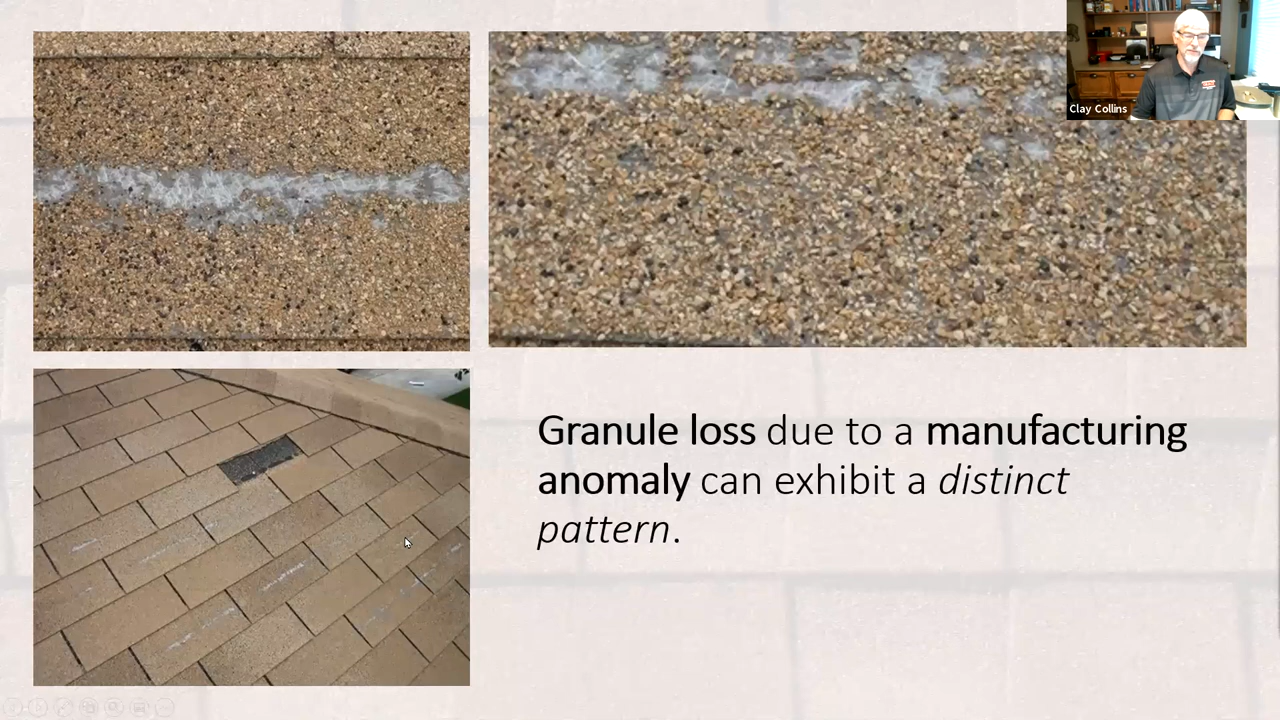 Clay Collins
Granule loss due to a manufacturing
anomaly can exhibit a distinct
pattern.